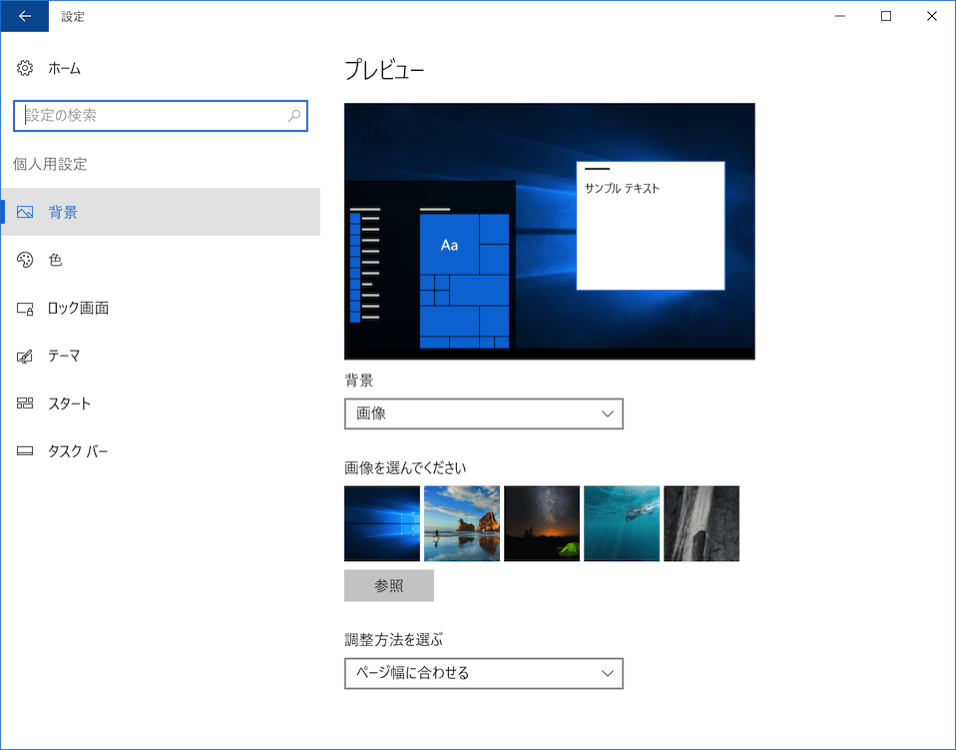 設定
ホーム
設定の検索
個人用設定
背景
色
ロック画面
テーマ
スタート
タスク バー
プレビュー
サンプル テキスト
Aa
背景
画像
画像を選んでください
参照
調整方法を選ぶ
ページ幅に合わせる